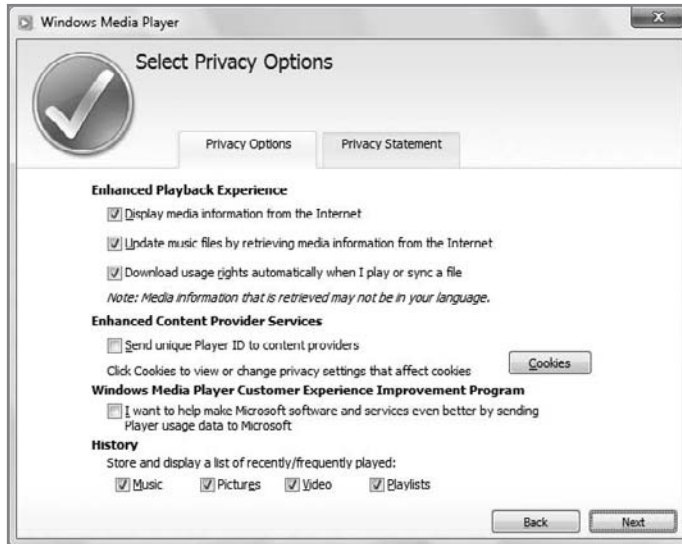 Windows Media Player
Select Privacy Options
Privacy Options
Privacy Statement
Enhanced Playback Experience
Display media information from the Internet
Update music files by retrieving media information from the Internet
Download usage rights automatically when I play or sync a file
Note: Media information that is retrieved may not be in your language.
Enhanced Content Provider Services
Send unique Player ID to content providers
Click Cookies to view or change privacy settings that affect cookies
Cookies
Windows Media Player Customer Experience Improvement Program
I want to help make Microsoft software and services even better by sending
Player usage data to Microsoft
History
Store and display a list of recently/frequently played:
Music
Pictures
Video
Playlists
Back
Next